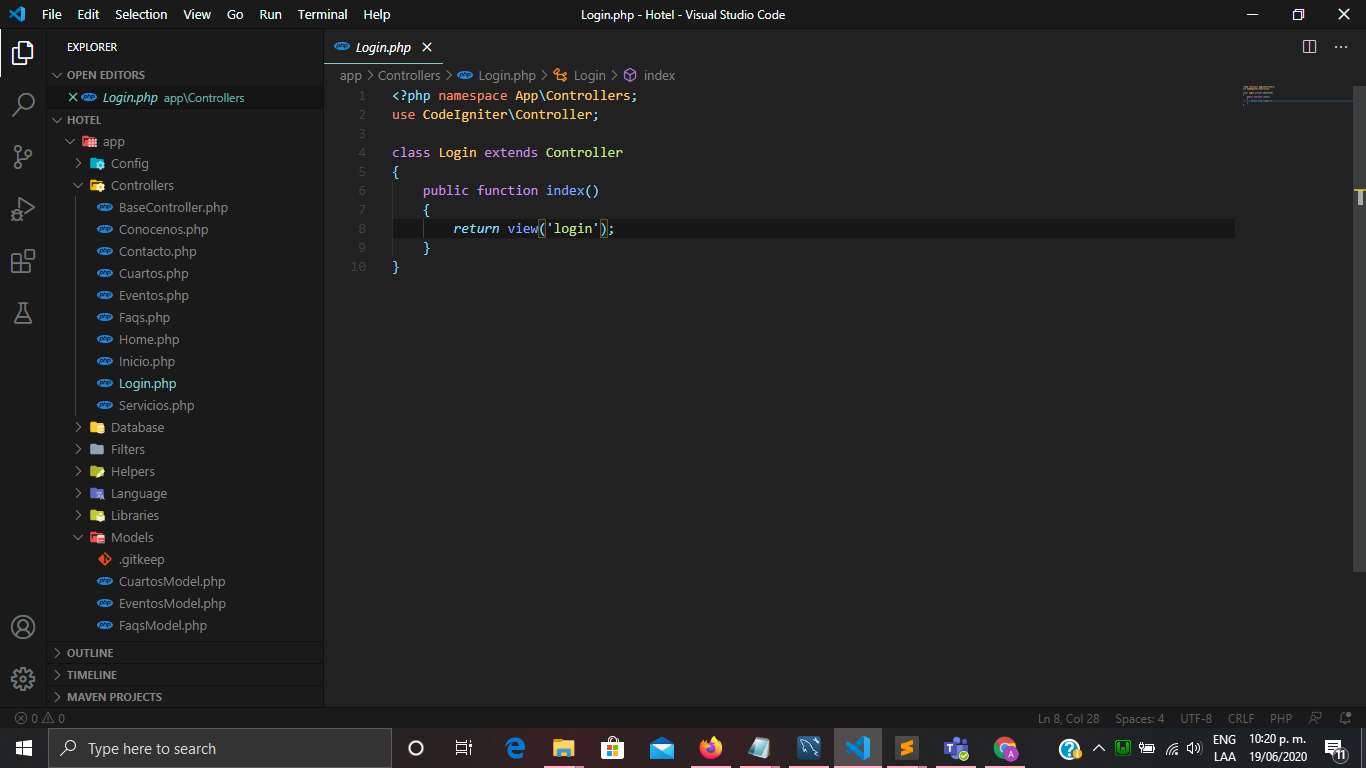 File Edit Selection View Go Run Terminal Help
Login.php - Hotel - Visual Studio Code
EXPLORER
OPEN EDITORS
Login.php app\Controllers
HOTEL
app
Config
Controllers
BaseController.php
Conocenos.php
Contacto.php
Cuartos.php
Eventos.php
Faqs.php
Home.php
Inicio.php
Login.php
Servicios.php
Database
Filters
Helpers
Language
Libraries
Models
.gitkeep
CuartosModel.php
EventosModel.php
FaqsModel.php
OUTLINE
TIMELINE
MAVEN PROJECTS
Login.php
app > Controllers > Login.php > Login > index
1 <?php namespace App\Controllers;
2 use CodeIgniter\Controller;
3
4 class Login extends Controller
5 {
6 public function index()
7 {
8 return view('login');
9 }
10 }
0 0
Ln 8, Col 28 Spaces: 4 UTF-8 CRLF PHP
Type here to search
ENG 10:20 p. m.
LAA 19/06/2020
11